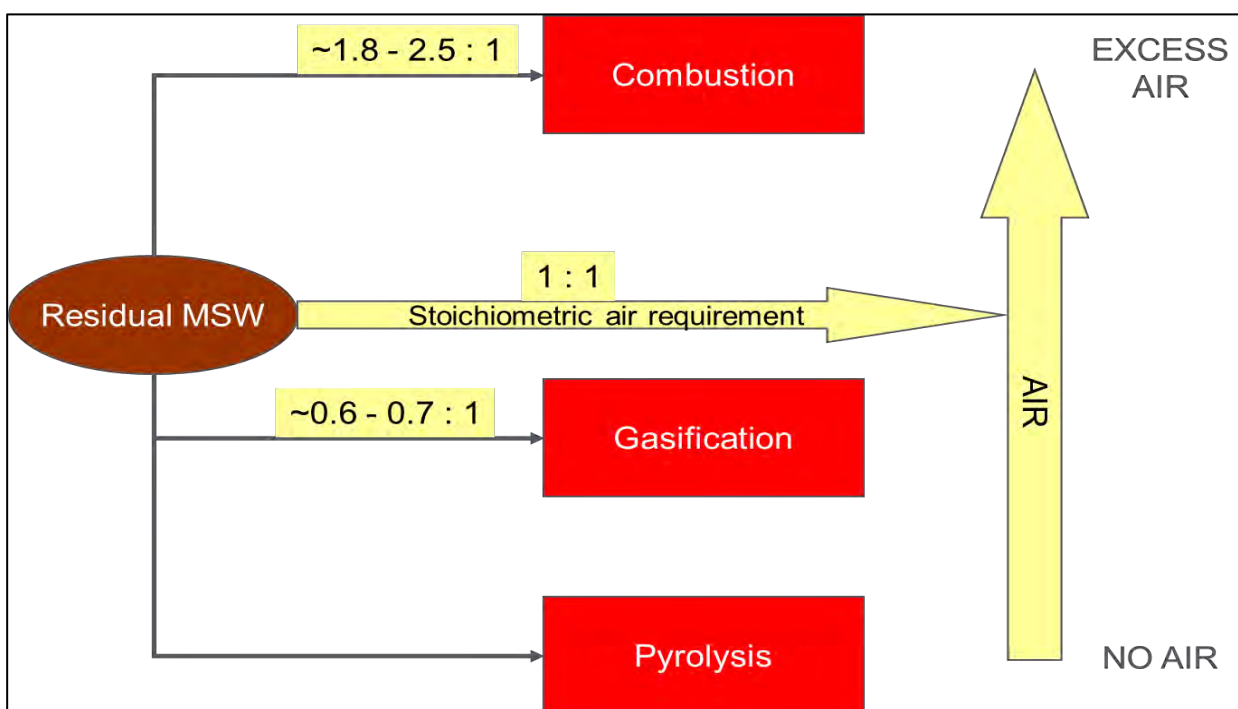 ~1.8 - 2.5 : 1
Combustion
EXCESS
AIR
1 : 1
Residual MSW
Stoichiometric air requirement
AIR
~0.6 - 0.7 : 1
Gasification
Pyrolysis
NO AIR